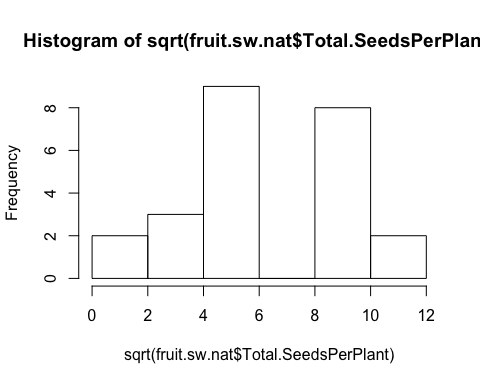 Histogram of sqrt(fruit.sw.nat$Total.SeedsPerPlan
Frequency
8
6
4
2
0
0 2 4 6 8 10 12
sqrt(fruit.sw.nat$Total.SeedsPerPlant)